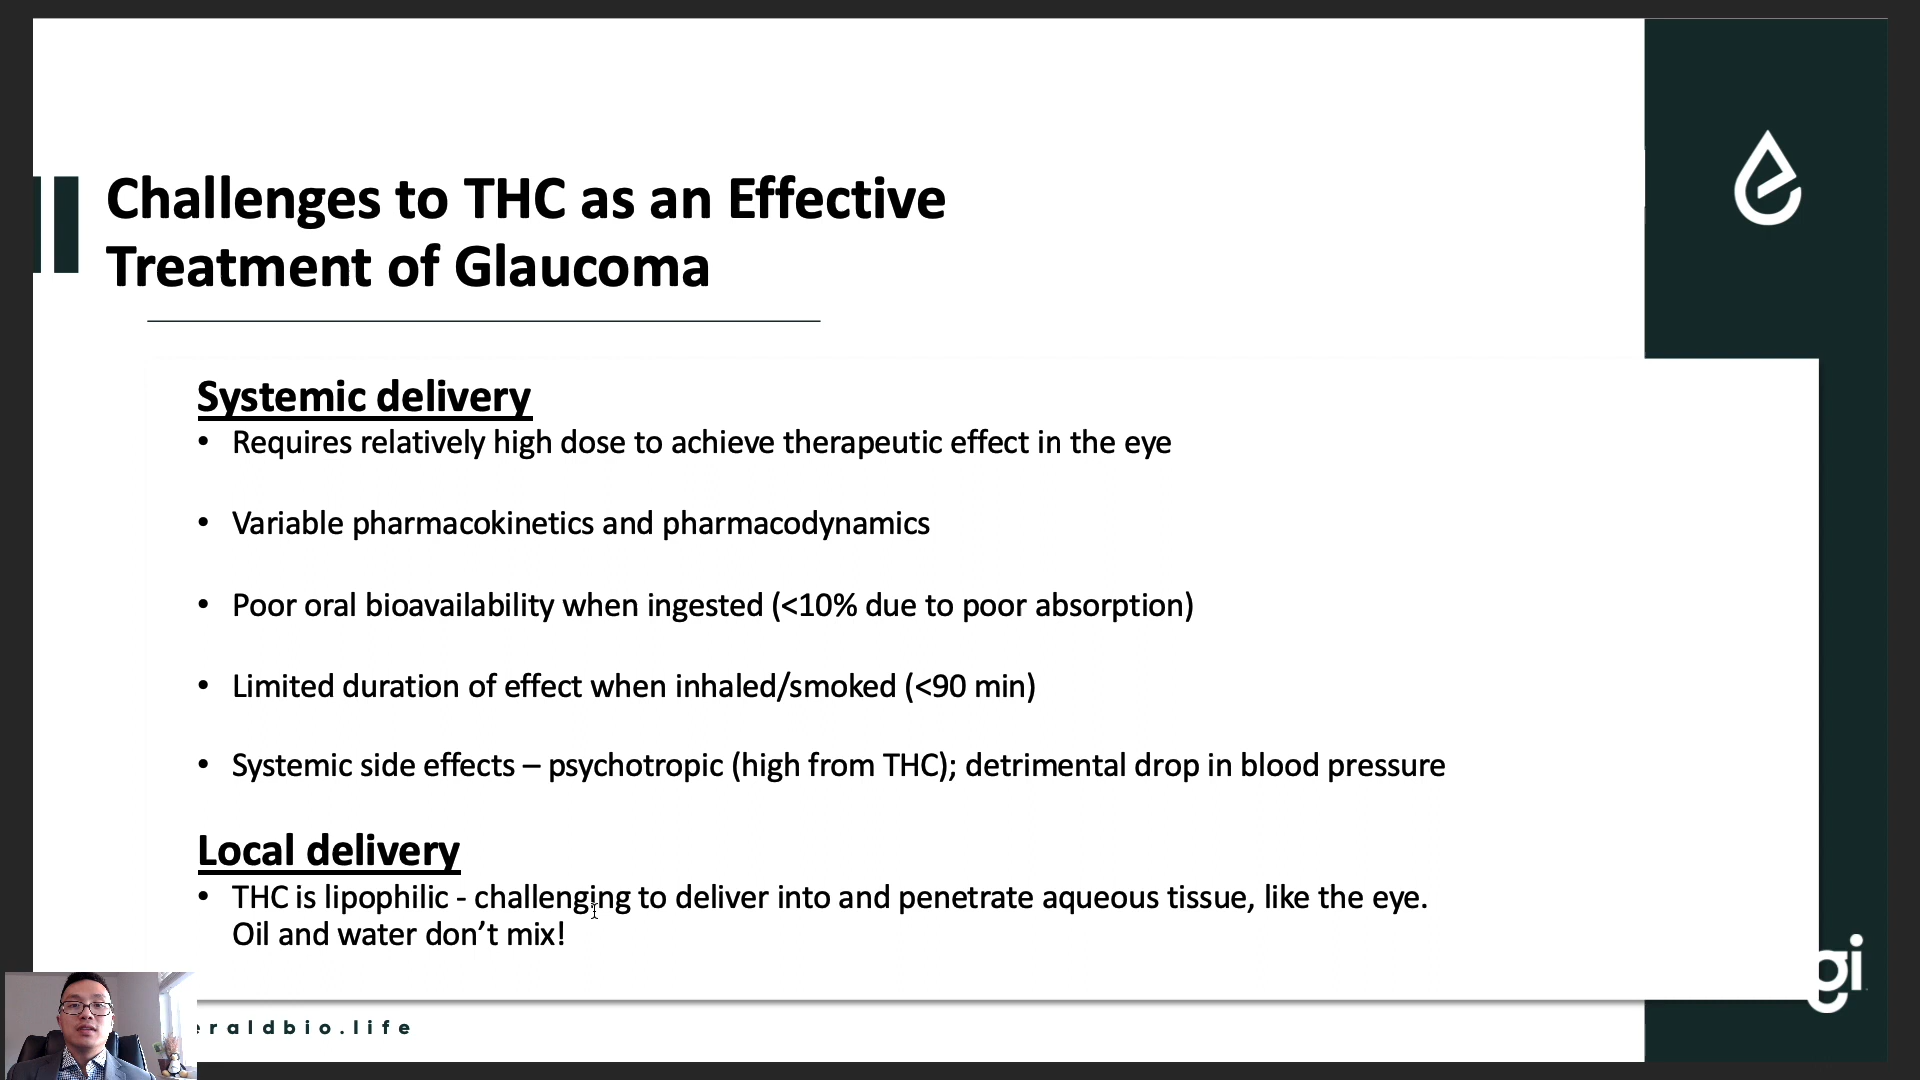 Challenges to THC as an Effective
Treatment of Glaucoma
Systemic delivery
• Requires relatively high dose to achieve therapeutic effect in the eye
• Variable pharmacokinetics and pharmacodynamics
• Poor oral bioavailability when ingested (<10% due to poor absorption)
• Limited duration of effect when inhaled/smoked (<90 min)
• Systemic side effects – psychotropic (high from THC); detrimental drop in blood pressure
Local delivery
• THC is lipophilic - challenging to deliver into and penetrate aqueous tissue, like the eye.
Oil and water don’t mix!
gi
eraldbio.life